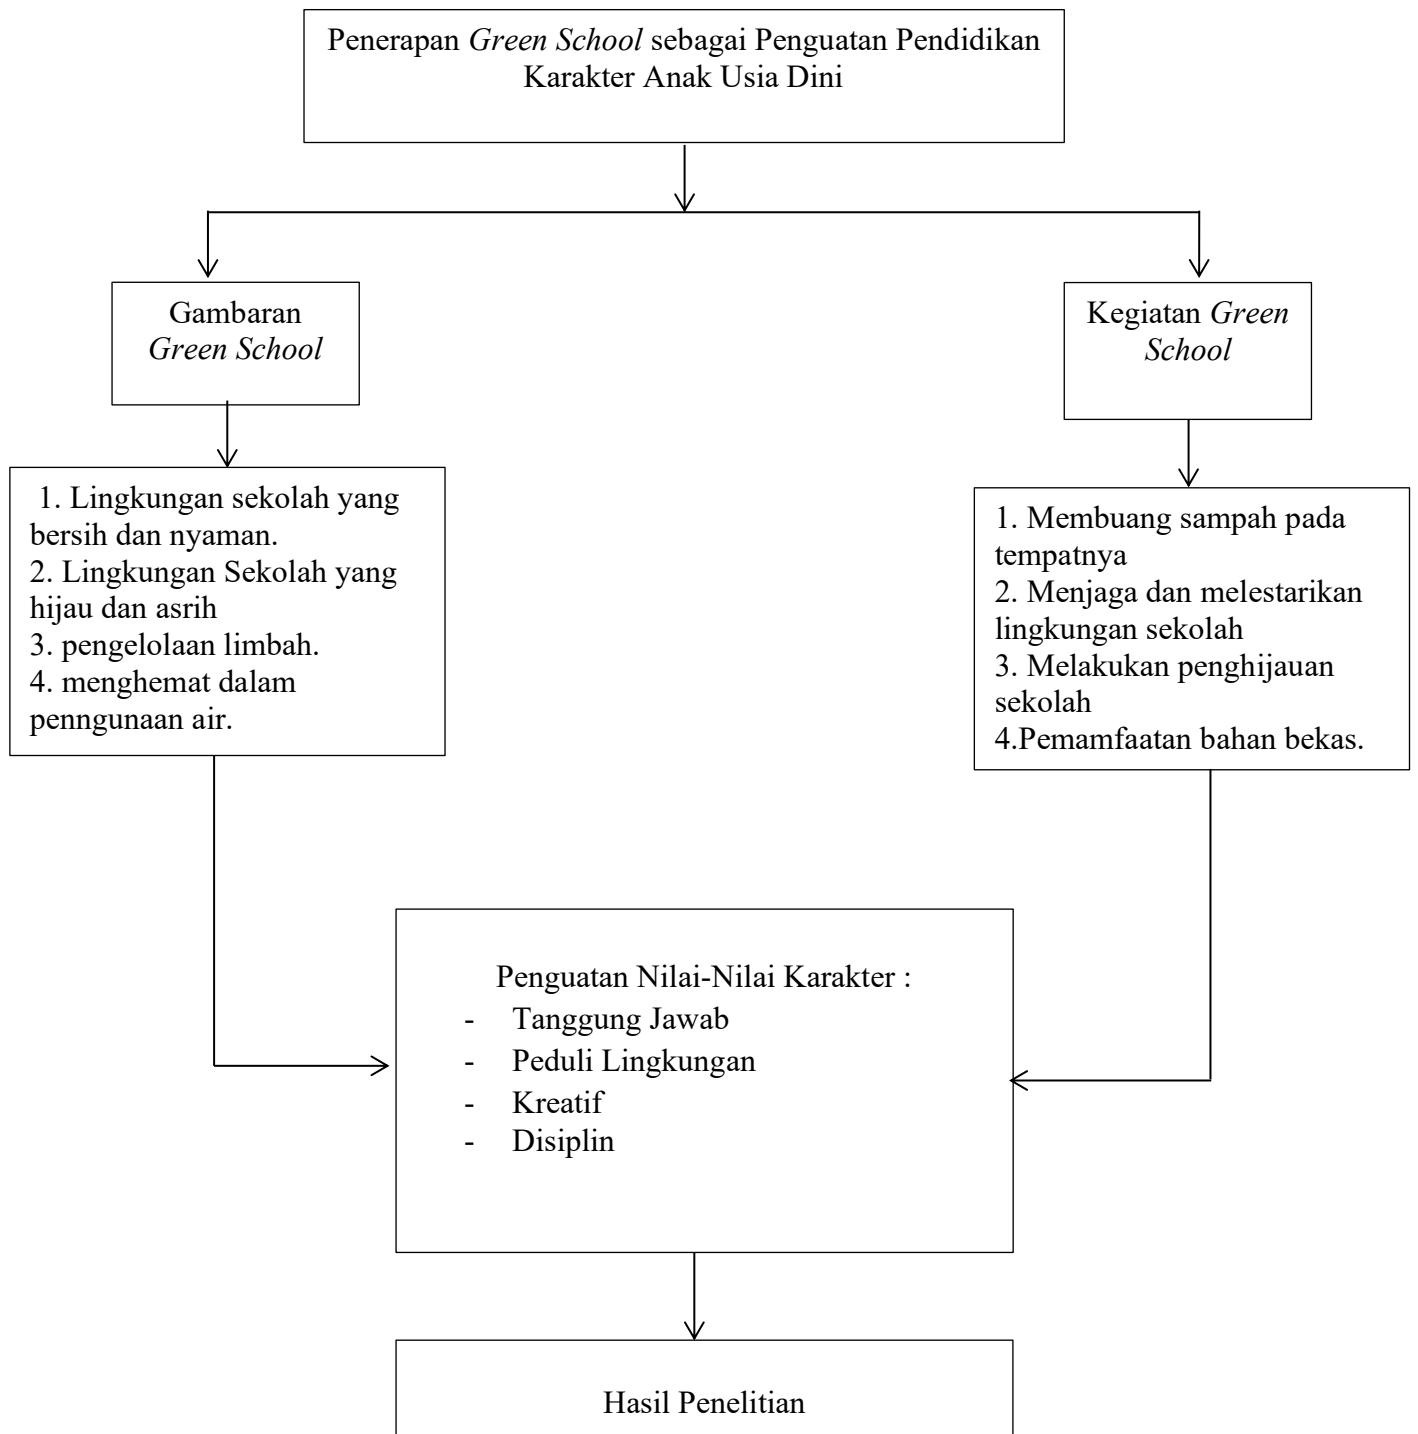 Penerapan Green School sebagai Penguatan Pendidikan
Karakter Anak Usia Dini
Gambaran
Green School
Kegiatan Green
School
1. Lingkungan sekolah yang
bersih dan nyaman.
2. Lingkungan Sekolah yang
hijau dan asrih
3. pengelolaan limbah.
4. menghemat dalam
penngunaan air.
1. Membuang sampah pada
tempatnya
2. Menjaga dan melestarikan
lingkungan sekolah
3. Melakukan penghijauan
sekolah
4.Pemamfaatan bahan bekas.
Penguatan Nilai-Nilai Karakter :
- Tanggung Jawab
- Peduli Lingkungan
- Kreatif
- Disiplin
Hasil Penelitian